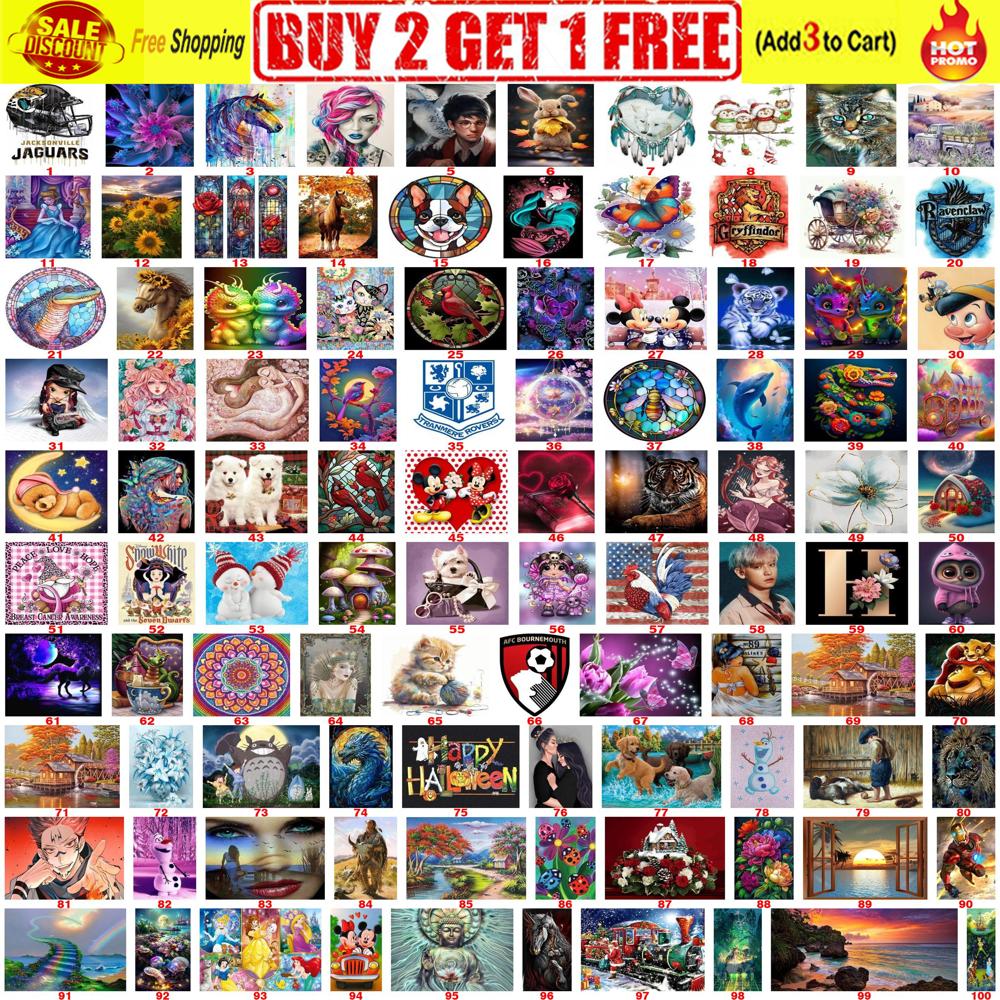 SALE
DISCOUNT
Free Shopping
BUY 2 GET 1 FREE
(Add 3 to Cart)
HOT
PROMO
JACKSONVILLE
JAGUARS
1 2 3 4 5 6 7 8 9 10
Gryffindor
Ravenclaw
11 12 13 14 15 16 17 18 19 20
21 22 23 24 25 26 27 28 29 30
TRANMERE ROVERS
31 32 33 34 35 36 37 38 39 40
41 42 43 44 45 46 47 48 49 50
PEACE LOVE HOPE
BREAST CANCER AWARENESS
Snow White
and the Seven Dwarfs
H
51 52 53 54 55 56 57 58 59 60
AFC BOURNEMOUTH
89
61 62 63 64 65 66 67 68 69 70
Happy
Halloween
71 72 73 74 75 76 77 78 79 80
81 82 83 84 85 86 87 88 89 90
91 92 93 94 95 96 97 98 99 100